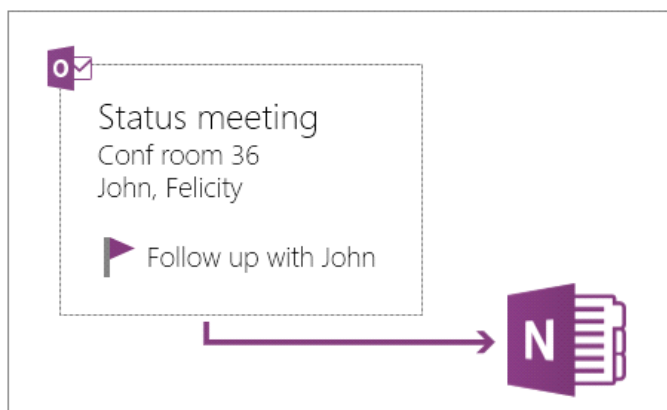 O
Status meeting
Conf room 36
John, Felicity
Follow up with John
N